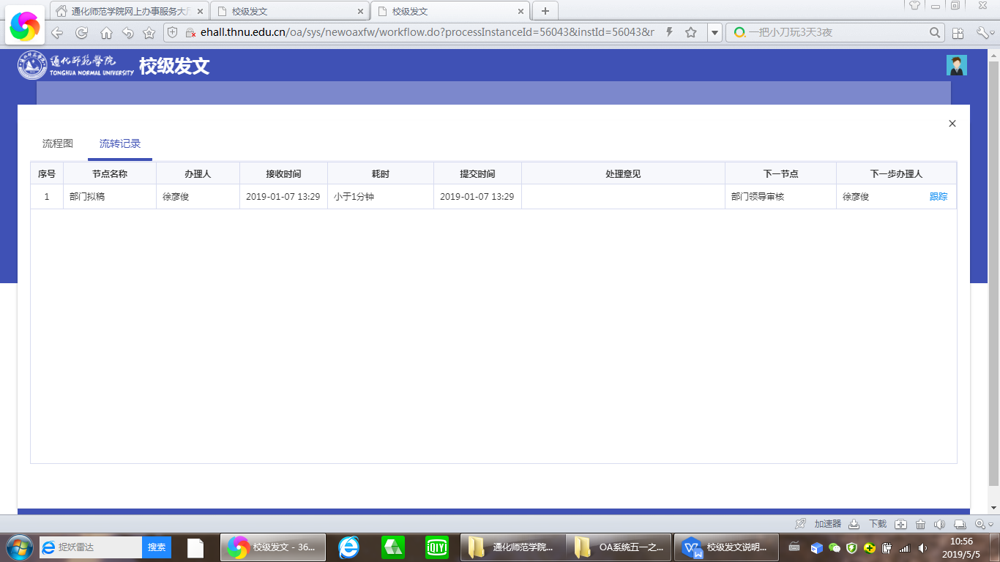 通化师范学院网上办事服务大厅
校级发文
校级发文
ehall.thnu.edu.cn/oa/sys/newoaxfw/workflow.do?processInstanceId=56043&instId=56043&r
一把小刀玩3天3夜
通化師範學院
TONGHUA NORMAL UNIVERSITY
校级发文
流程图 流转记录
序号 节点名称 办理人 接收时间 耗时 提交时间 处理意见 下一节点 下一步办理人
1 部门拟稿 徐彦俊 2019-01-07 13:29 小于1分钟 2019-01-07 13:29 部门领导审核 徐彦俊 跟踪
加速器 下载
捉妖雷达 搜索 校级发文 - 36... iQIYI 通化师范学院... OA系统五一之... 校级发文说明... 10:56
2019/5/5